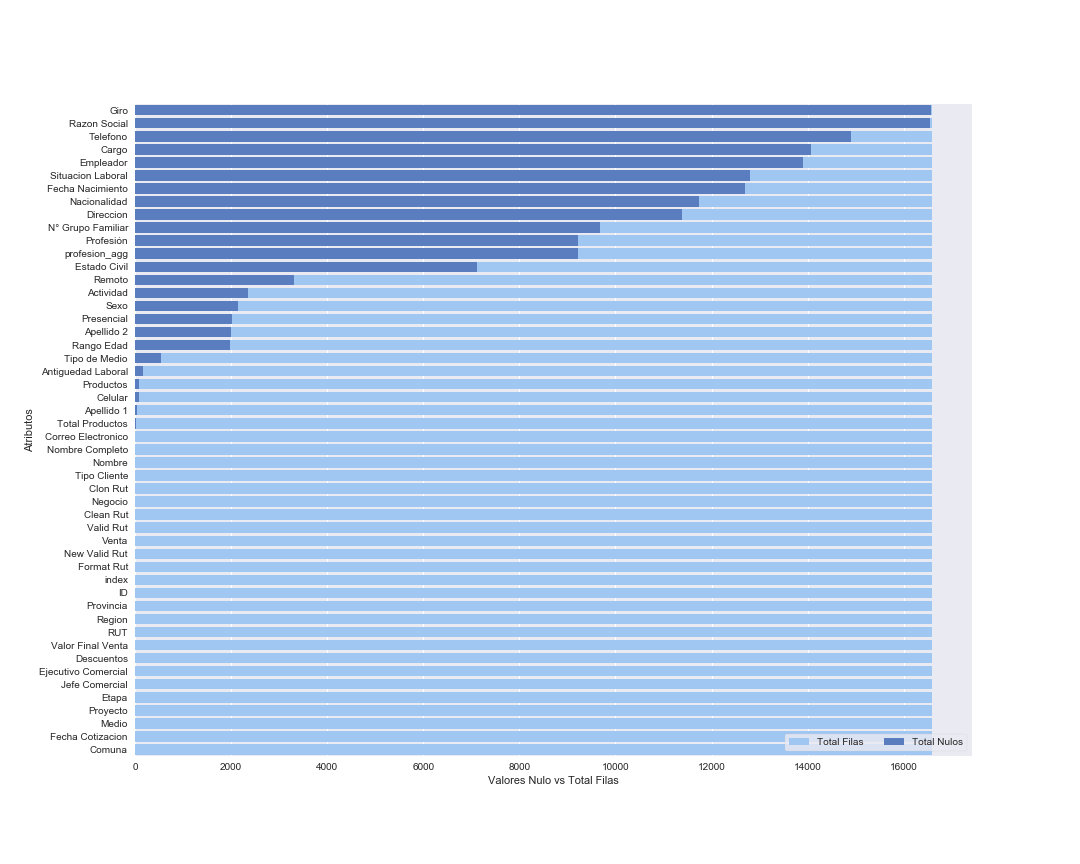 Giro
Razon Social
Telefono
Cargo
Empleador
Situacion Laboral
Fecha Nacimiento
Nacionalidad
Direccion
N° Grupo Familiar
Profesión
profesion_agg
Estado Civil
Remoto
Actividad
Sexo
Presencial
Apellido 2
Rango Edad
Tipo de Medio
Antiguedad Laboral
Productos
Celular
Apellido 1
Total Productos
Correo Electronico
Nombre Completo
Nombre
Tipo Cliente
Clon Rut
Negocio
Clean Rut
Valid Rut
Venta
New Valid Rut
Format Rut
index
ID
Provincia
Region
RUT
Valor Final Venta
Descuentos
Ejecutivo Comercial
Jefe Comercial
Etapa
Proyecto
Medio
Fecha Cotizacion
Comuna
Atributos
Total Filas Total Nulos
0 2000 4000 6000 8000 10000 12000 14000 16000
Valores Nulo vs Total Filas